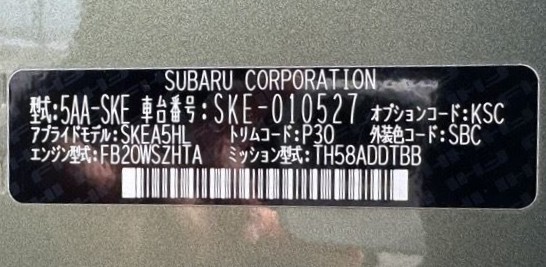 SUBARU CORPORATION
型式:5AA-SKE 車台番号:SKE-010527 オプションコード:KSC
アプライドモデル:SKEA5HL トリムコード:P30 外装色コード:SBC
エンジン型式:FB20WSZHTA ミッション型式:TH58ADDTBB